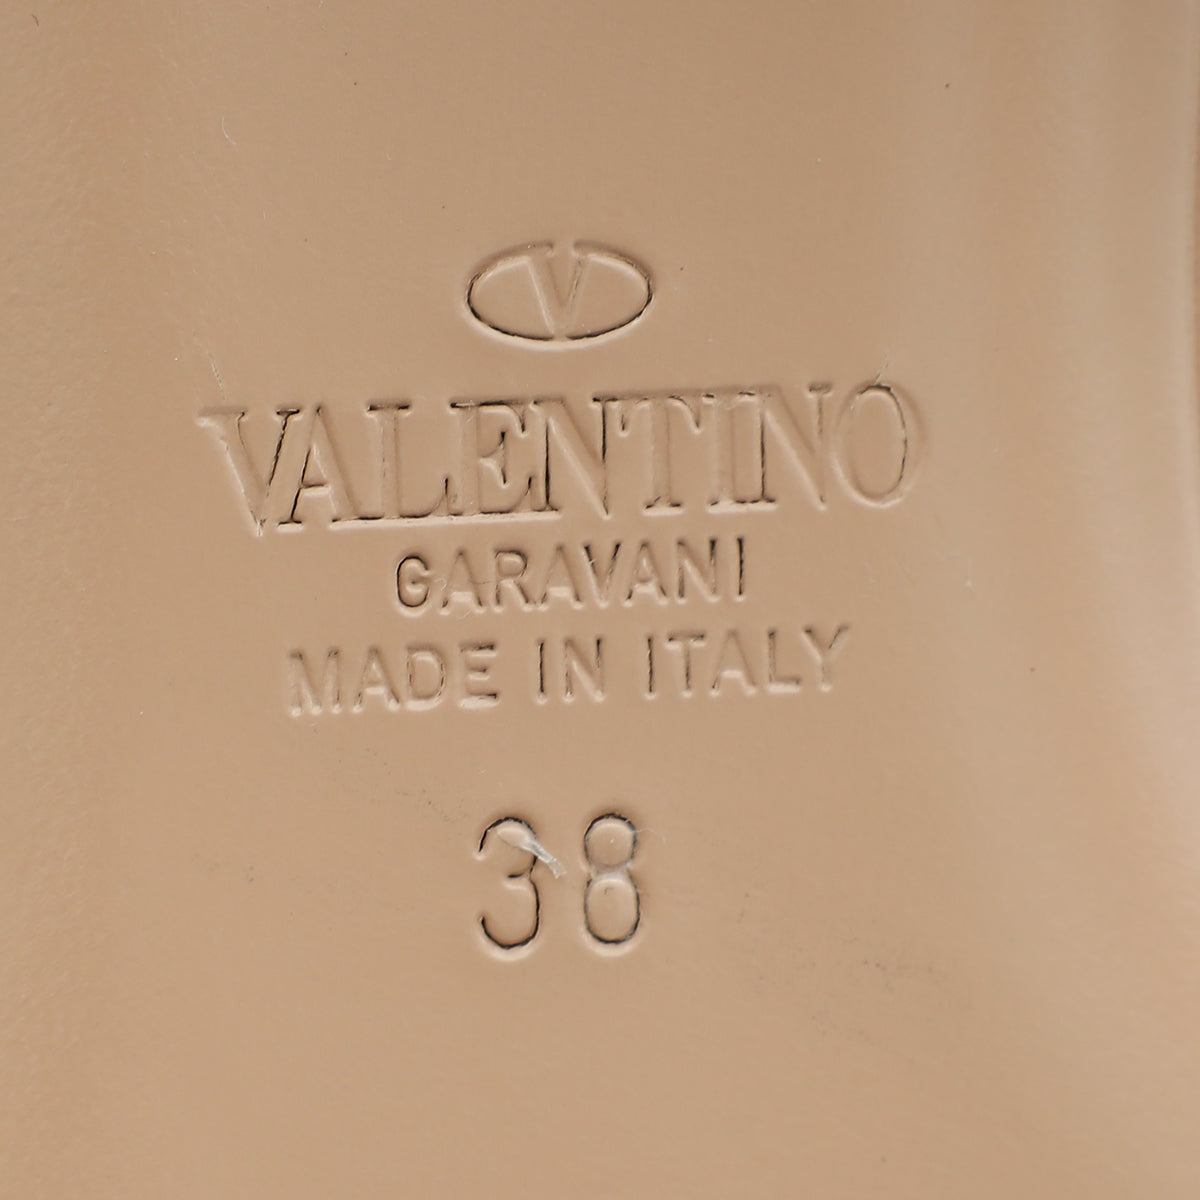 V
VALENTINO
GARAVANI
MADE IN ITALY
38